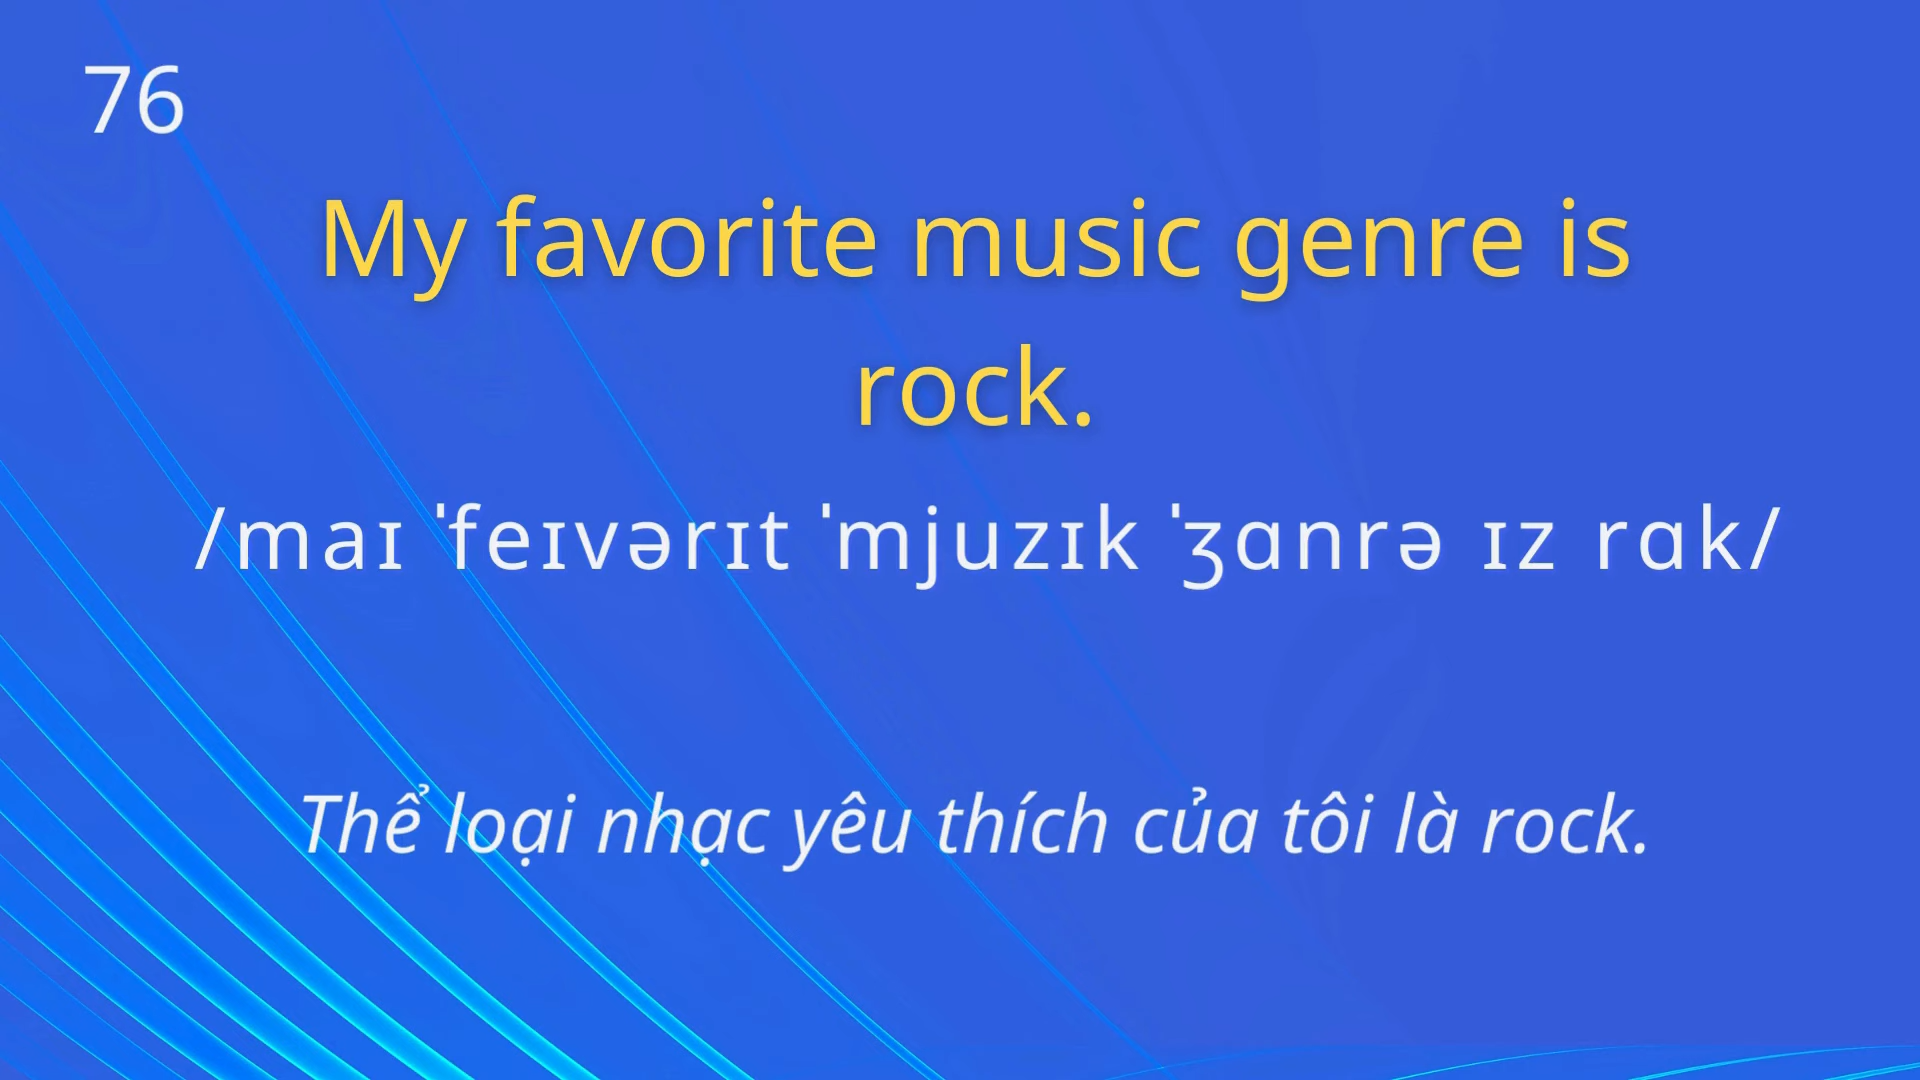 76
My favorite music genre is
rock.
/maɪ ˈfeɪvərɪt ˈmjuzɪk ˈʒɑnrə ɪz rɑk/
Thể loại nhạc yêu thích của tôi là rock.